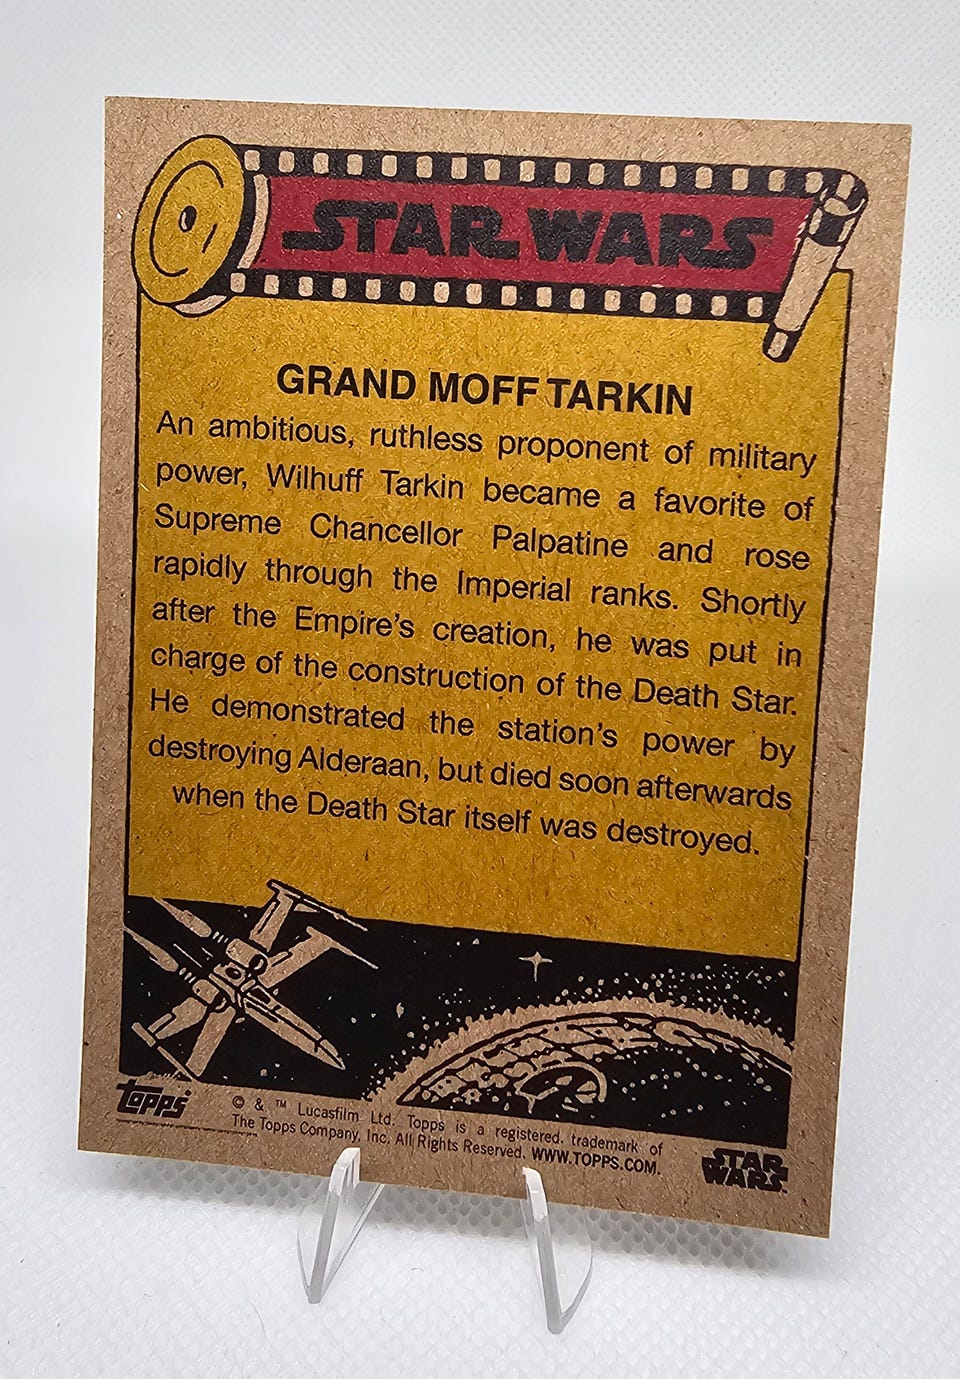 STAR WARS
GRAND MOFF TARKIN
An ambitious, ruthless proponent of military
power, Wilhuff Tarkin became a favorite of
Supreme Chancellor Palpatine and rose
rapidly through the Imperial ranks. Shortly
after the Empire's creation, he was put in
charge of the construction of the Death Star.
He demonstrated the station's power by
destroying Alderaan, but died soon afterwards
when the Death Star itself was destroyed.
topps
© & ™ Lucasfilm Ltd. Topps is a registered. trademark of
The Topps Company, Inc. All Rights Reserved. WWW.TOPPS.COM.
STAR
WARS